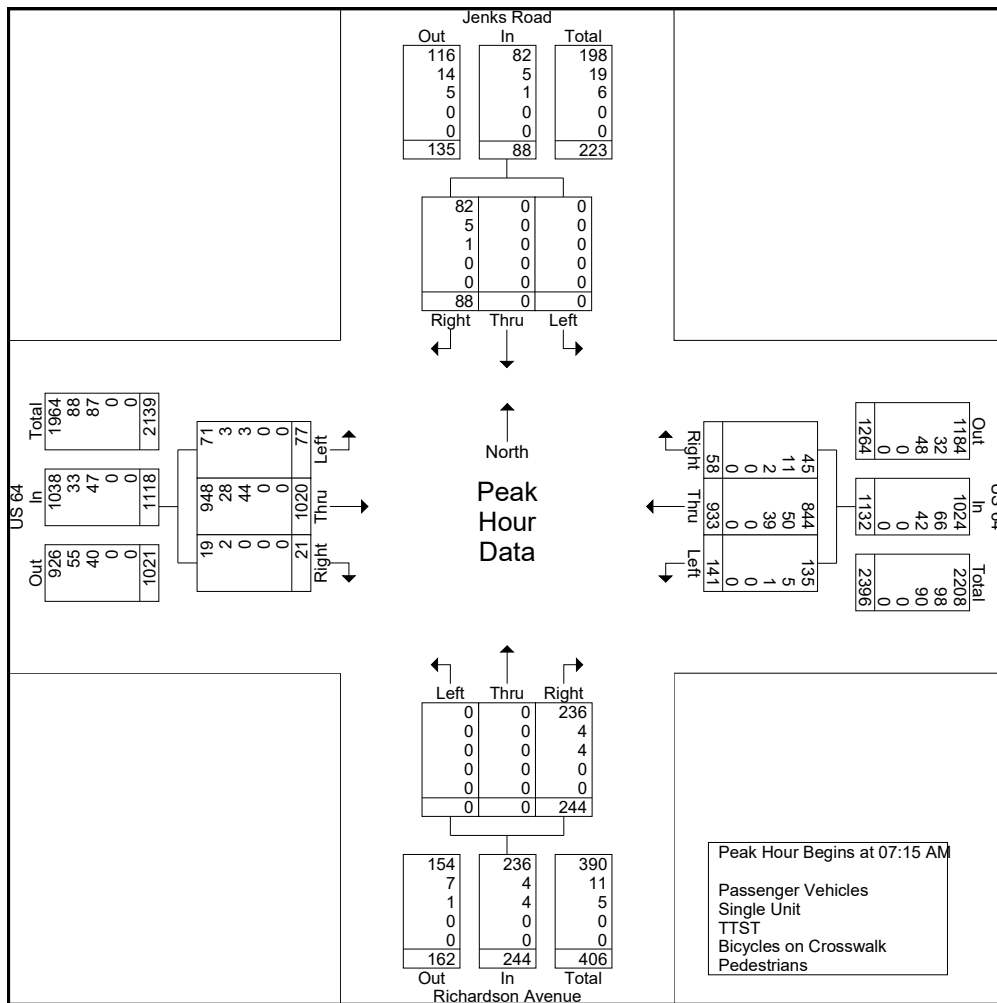 Jenks Road
Out In Total
116 82 198
14 5 19
5 1 6
0 0 0
0 0 0
135 88 223
82 0 0
5 0 0
1 0 0
0 0 0
0 0 0
88 0 0
Right Thru Left
US 64
Total
1964 88 87 0 0 2139
In
1038 33 47 0 0 1118
Out
926 55 40 0 0 1021
71 3 3 0 0 77
Left
948 28 44 0 0 1020
Thru
19 2 0 0 0 21
Right
North
Peak
Hour
Data
Right
45 11 2 0 0 58
Thru
844 50 39 0 0 933
Left
135 5 1 0 0 141
US 64
Out
1184 32 48 0 0 1264
In
1024 66 42 0 0 1132
Total
2208 98 90 0 0 2396
Left Thru Right
0 0 236
0 0 4
0 0 4
0 0 0
0 0 0
0 0 244
154 236 390
7 4 11
1 4 5
0 0 0
0 0 0
162 244 406
Out In Total
Richardson Avenue
Peak Hour Begins at 07:15 AM
Passenger Vehicles
Single Unit
TTST
Bicycles on Crosswalk
Pedestrians